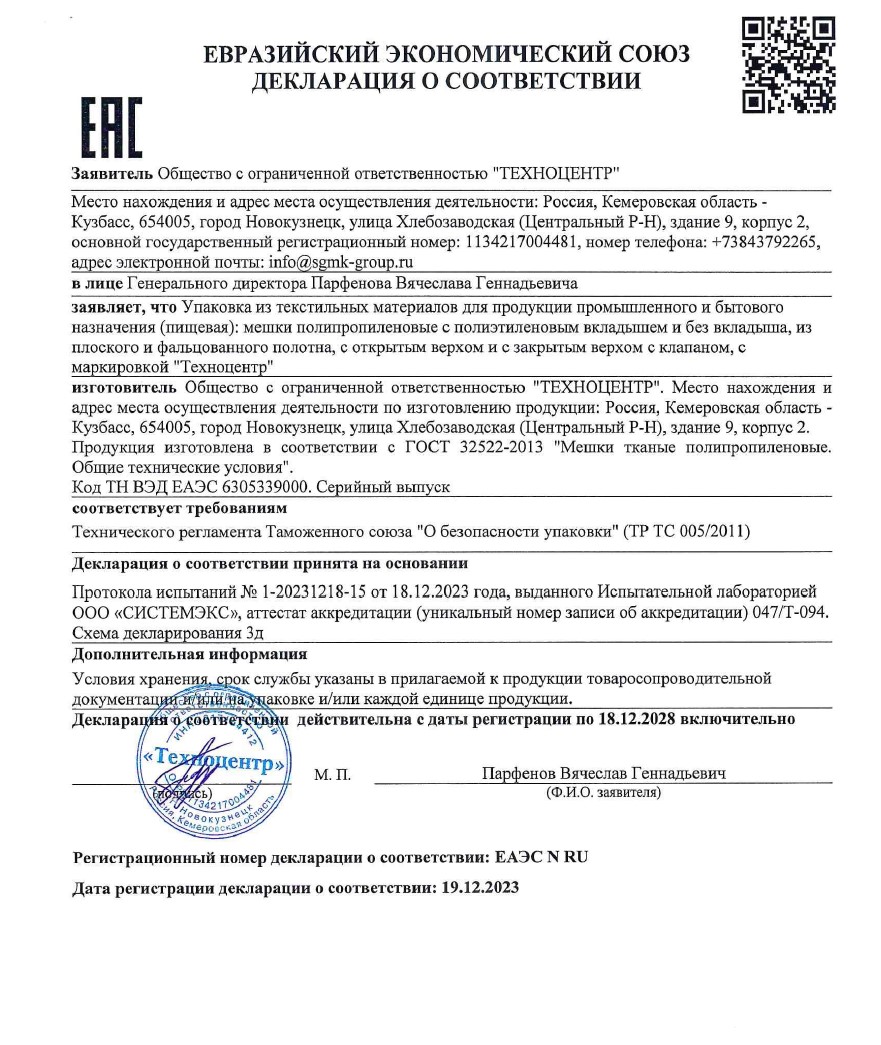 ЕВРАЗИЙСКИЙ ЭКОНОМИЧЕСКИЙ СОЮЗ
ДЕКЛАРАЦИЯ О СООТВЕТСТВИИ
ЕАС
Заявитель Общество с ограниченной ответственностью "ТЕХНОЦЕНТР"
Место нахождения и адрес места осуществления деятельности: Россия, Кемеровская область -
Кузбасс, 654005, город Новокузнецк, улица Хлебозаводская (Центральный Р-Н), здание 9, корпус 2,
основной государственный регистрационный номер: 1134217004481, номер телефона: +73843792265,
адрес электронной почты: info@sgmk-group.ru
в лице Генерального директора Парфенова Вячеслава Геннадьевича
заявляет, что Упаковка из текстильных материалов для продукции промышленного и бытового
назначения (пищевая): мешки полипропиленовые с полиэтиленовым вкладышем и без вкладыша, из
плоского и фальцованного полотна, с открытым верхом и с закрытым верхом с клапаном, с
маркировкой "Техноцентр"
изготовитель Общество с ограниченной ответственностью "ТЕХНОЦЕНТР". Место нахождения и
адрес места осуществления деятельности по изготовлению продукции: Россия, Кемеровская область -
Кузбасс, 654005, город Новокузнецк, улица Хлебозаводская (Центральный Р-Н), здание 9, корпус 2.
Продукция изготовлена в соответствии с ГОСТ 32522-2013 "Мешки тканые полипропиленовые.
Общие технические условия".
Код ТН ВЭД ЕАЭС 6305339000. Серийный выпуск
соответствует требованиям
Технического регламента Таможенного союза "О безопасности упаковки" (ТР ТС 005/2011)
Декларация о соответствии принята на основании
Протокола испытаний № 1-20231218-15 от 18.12.2023 года, выданного Испытательной лабораторией
ООО «СИСТЕМЭКС», аттестат аккредитации (уникальный номер записи об аккредитации) 047/Т-094.
Схема декларирования 3д
Дополнительная информация
Условия хранения, срок службы указаны в прилагаемой к продукции товаросопроводительной
документации и/или на упаковке и/или каждой единице продукции.
Декларация о соответствии действительна с даты регистрации по 18.12.2028 включительно
«Техноцентр»
1134217004481
г. Новокузнецк
Россия, Кемеровская область
(подпись)
М. П.
Парфенов Вячеслав Геннадьевич
(Ф.И.О. заявителя)
Регистрационный номер декларации о соответствии: ЕАЭС N RU
Дата регистрации декларации о соответствии: 19.12.2023